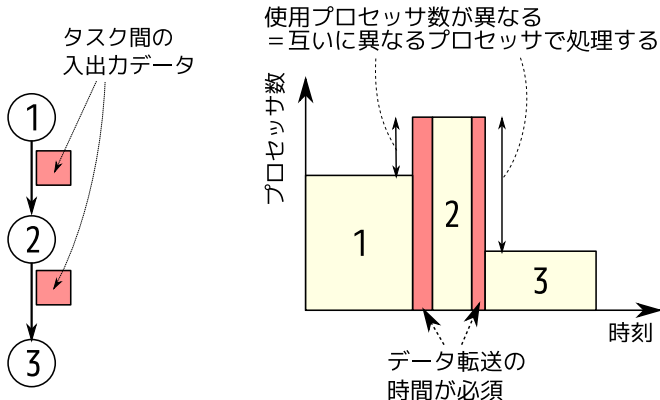 タスク間の
入出力データ
1
2
3
使用プロセッサ数が異なる
＝互いに異なるプロセッサで処理する
プロセッサ数
1
2
3
時刻
データ転送の
時間が必須